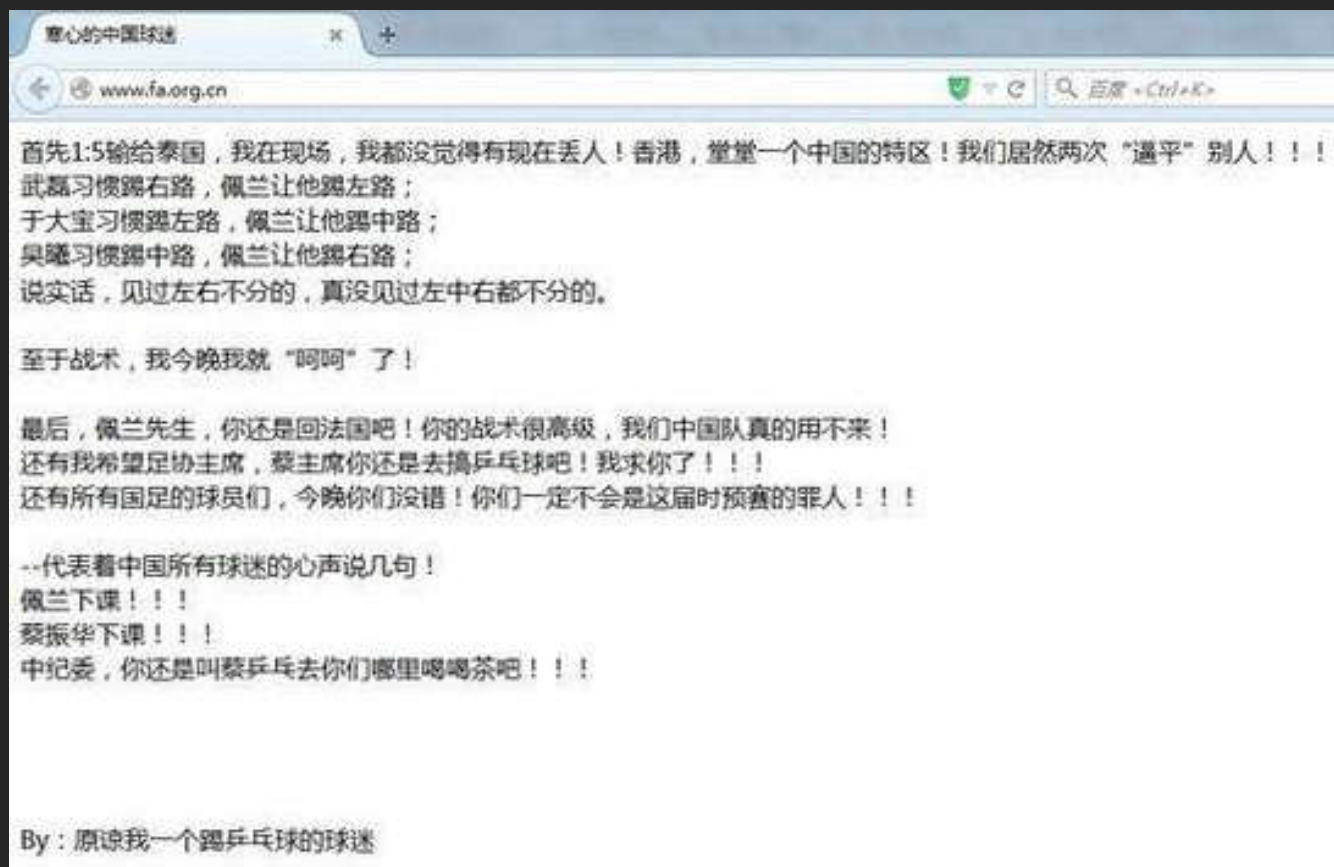 寒心的中国球迷
www.fa.org.cn
百度 <Ctrl+K>
首先1:5输给泰国，我在现场，我都没觉得有现在丢人！香港，堂堂一个中国的特区！我们居然两次“逼平”别人！！！
武磊习惯踢右路，佩兰让他踢左路；
于大宝习惯踢左路，佩兰让他踢中路；
吴曦习惯踢中路，佩兰让他踢右路；
说实话，见过左右不分的，真没见过左中右都不分的。
至于战术，我今晚我就“呵呵”了！
最后，佩兰先生，你还是回法国吧！你的战术很高级，我们中国队真的用不来！
还有我希望足协主席，蔡主席你还是去搞乒乓球吧！我求你了！！！
还有所有国足的球员们，今晚你们没错！你们一定不会是这届时预赛的罪人！！！
--代表着中国所有球迷的心声说几句！
佩兰下课！！！
蔡振华下课！！！
中纪委，你还是叫蔡乒乓去你们哪里喝喝茶吧！！！
By：原谅我一个踢乒乓球的球迷